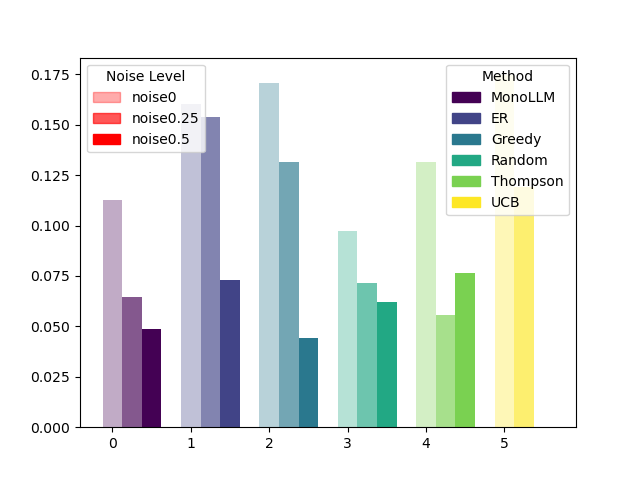 Noise Level
noise0
noise0.25
noise0.5
Method
MonoLLM
ER
Greedy
Random
Thompson
UCB
0.175
0.150
0.125
0.100
0.075
0.050
0.025
0.000
0 1 2 3 4 5